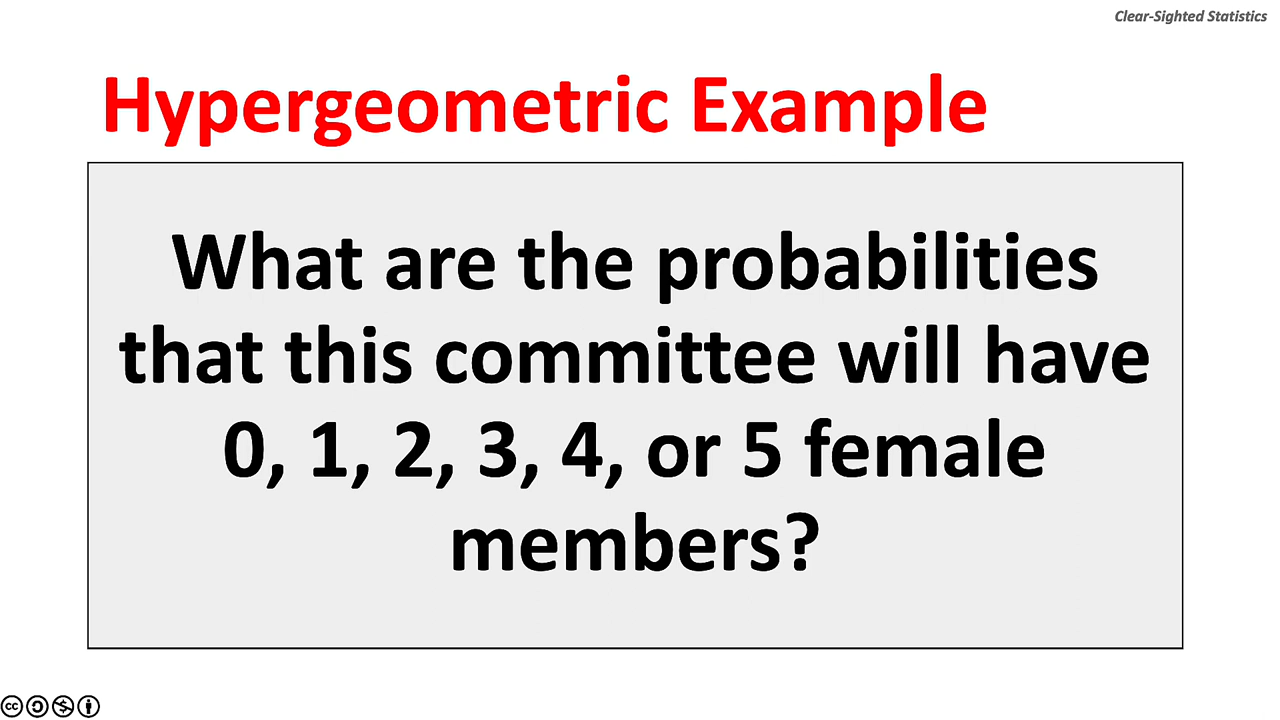 Clear-Sighted Statistics
Hypergeometric Example
What are the probabilities
that this committee will have
0, 1, 2, 3, 4, or 5 female
members?
cc